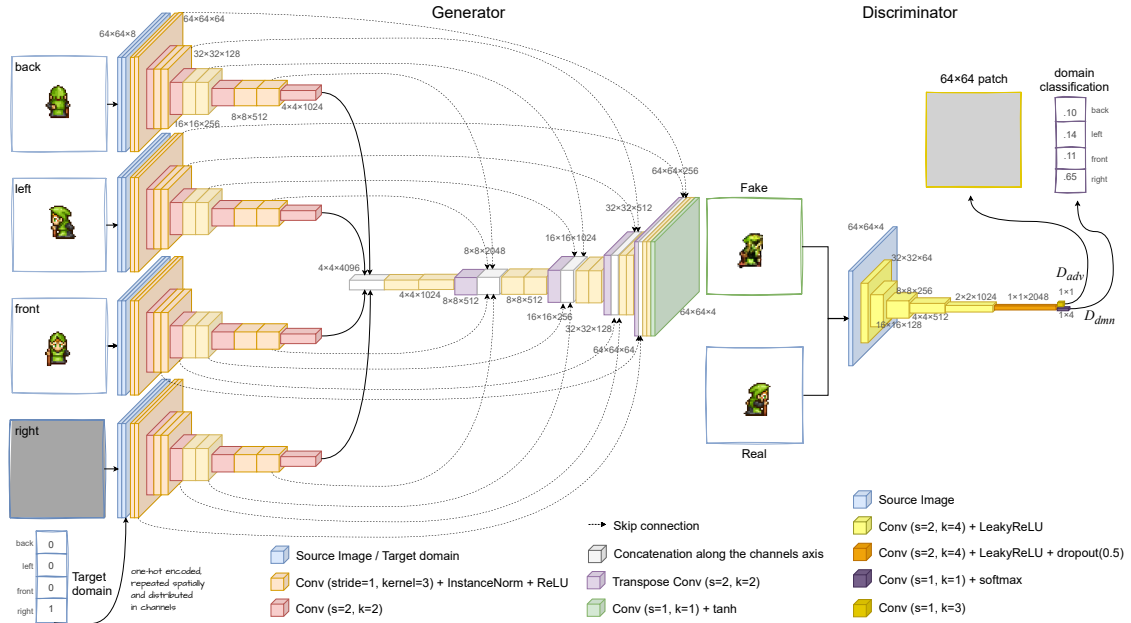 Generator
Discriminator
64×64×8
64×64×64
32×32×128
16×16×256
8×8×512
4×4×1024
back
left
front
right
4×4×4096
4×4×1024
8×8×512
8×8×2048
8×8×512
16×16×1024
16×16×256
32×32×128
32×32×512
64×64×64
64×64×256
64×64×4
Fake
Real
64×64×4
32×32×64
16×16×128
8×8×256
4×4×512
2×2×1024
1×1×2048
1×1
1×4
D_adv
D_dmn
64×64 patch
domain
classification
.10 back
.14 left
.11 front
.65 right
back 0
left 0
front 0
right 1
Target
domain
one-hot encoded,
repeated spatially
and distributed
in channels
Source Image / Target domain
Conv (stride=1, kernel=3) + InstanceNorm + ReLU
Conv (s=2, k=2)
Skip connection
Concatenation along the channels axis
Transpose Conv (s=2, k=2)
Conv (s=1, k=1) + tanh
Source Image
Conv (s=2, k=4) + LeakyReLU
Conv (s=2, k=4) + LeakyReLU + dropout(0.5)
Conv (s=1, k=1) + softmax
Conv (s=1, k=3)